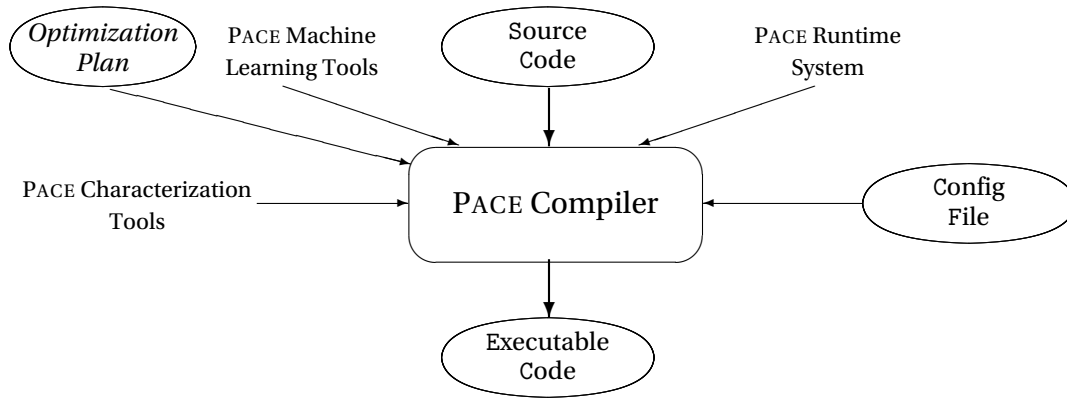 Optimization
Plan
PACE Machine
Learning Tools
Source
Code
PACE Runtime
System
PACE Characterization
Tools
PACE Compiler
Config
File
Executable
Code